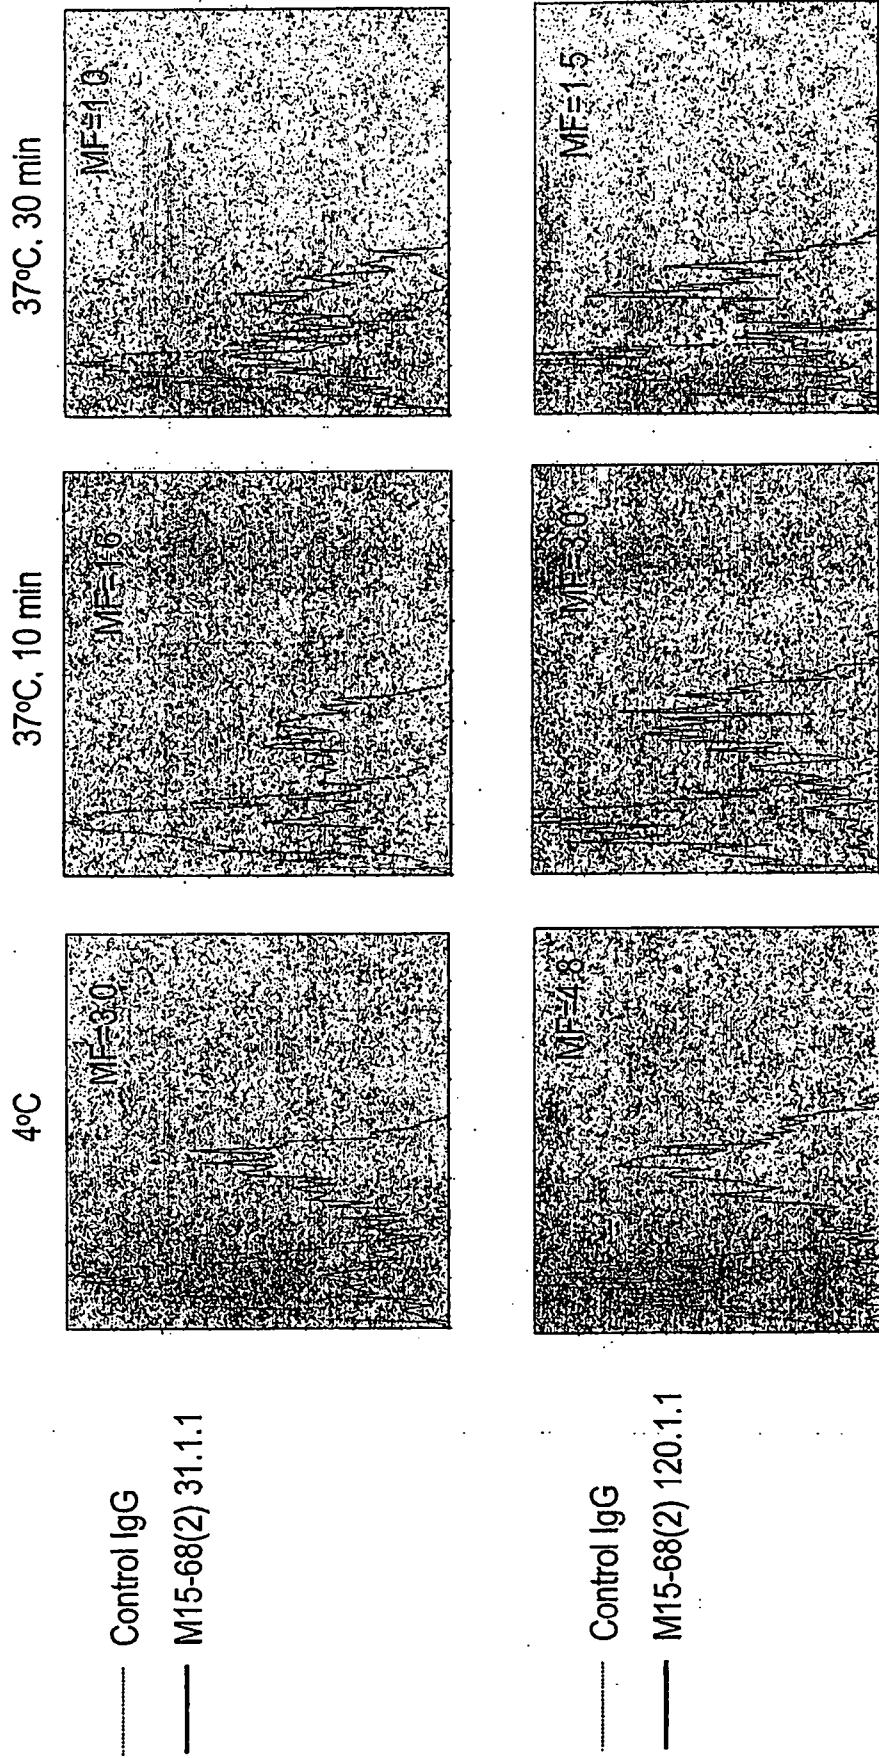 4ºC
37ºC, 10 min
37ºC, 30 min
Control IgG
M15-68(2) 31.1.1
MF=3.0
MF=1.6
MF=1.0
Control IgG
M15-68(2) 120.1.1
MF=4.8
MF=3.0
MF=1.5